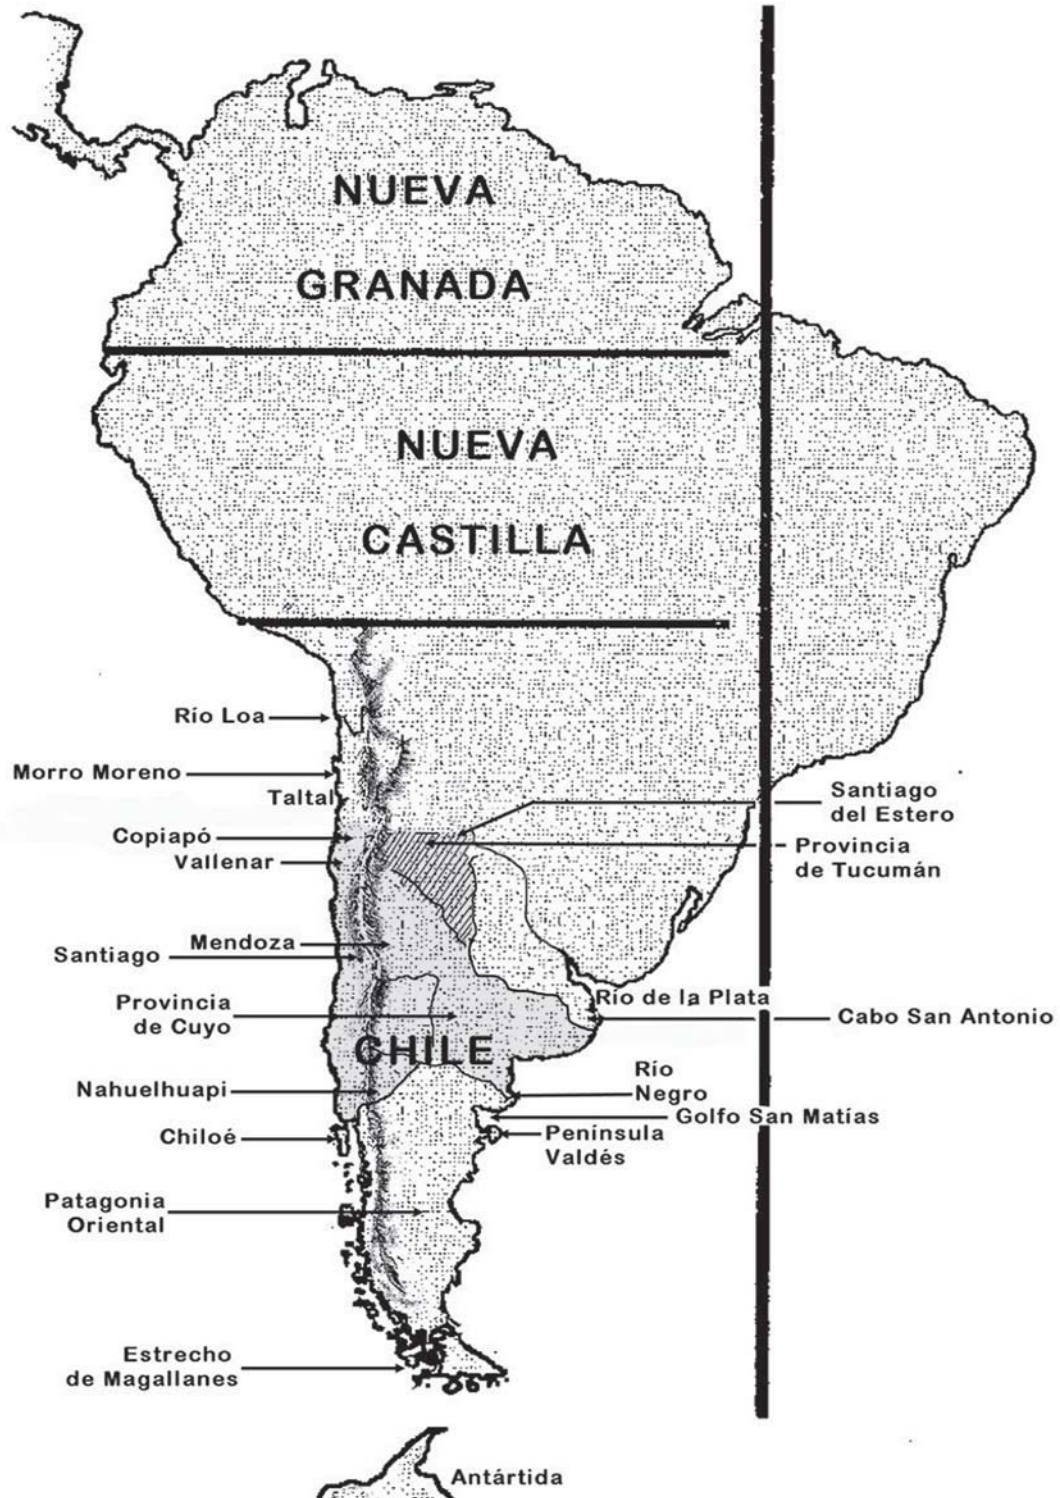 NUEVA
GRANADA
NUEVA
CASTILLA
Río Loa
Morro Moreno
Taltal
Santiago
del Estero
Copiapó
Provincia
de Tucumán
Vallenar
Mendoza
Santiago
Río de la Plata
Provincia
de Cuyo
Cabo San Antonio
CHILE
Río
Negro
Nahuelhuapi
Golfo San Matías
Chiloé
Península
Valdés
Patagonia
Oriental
Estrecho
de Magallanes
Antártida